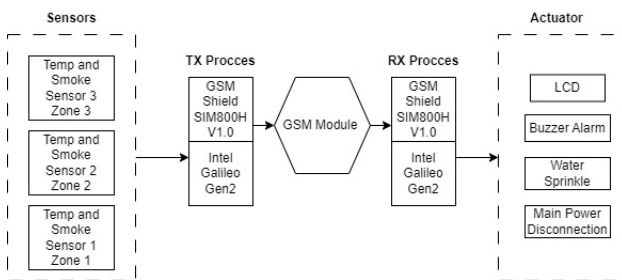 Sensors
Temp and
Smoke
Sensor 3
Zone 3
Temp and
Smoke
Sensor 2
Zone 2
Temp and
Smoke
Sensor 1
Zone 1
TX Procces
GSM
Shield
SIM800H
V1.0
Intel
Galileo
Gen2
GSM Module
RX Procces
GSM
Shield
SIM800H
V1.0
Intel
Galileo
Gen2
Actuator
LCD
Buzzer Alarm
Water
Sprinkle
Main Power
Disconnection